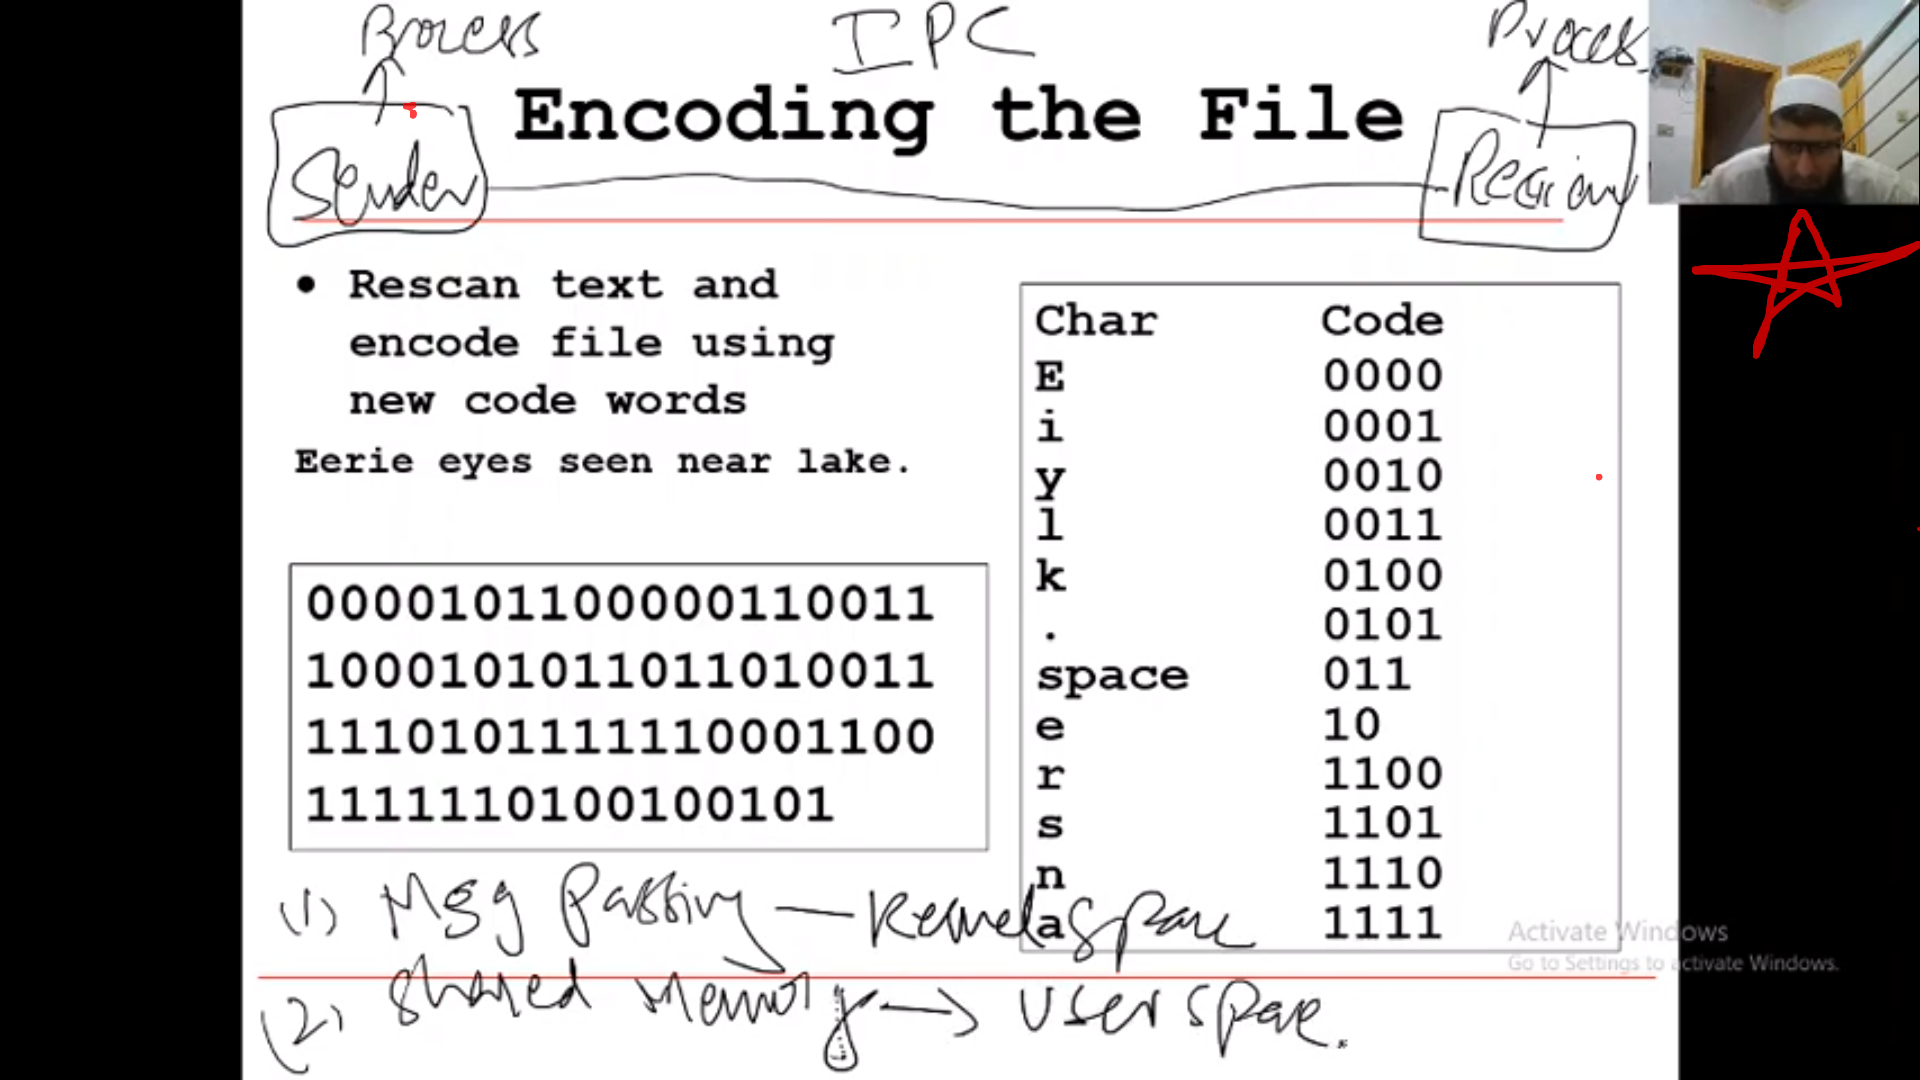 Process IPC Process
Encoding the File
Sender
• Rescan text and
encode file using
new code words
Eerie eyes seen near lake.
0000101100000110011
1000101011011010011
1110101111110001100
1111110100100101
Char Code
E 0000
i 0001
y 0010
l 0011
k 0100
. 0101
space 011
e 10
r 1100
s 1101
n 1110
a 1111
(1) Msg Passing — Kernel space
(2) shared memory → user space.
Activate Windows
Go to Settings to activate Windows.